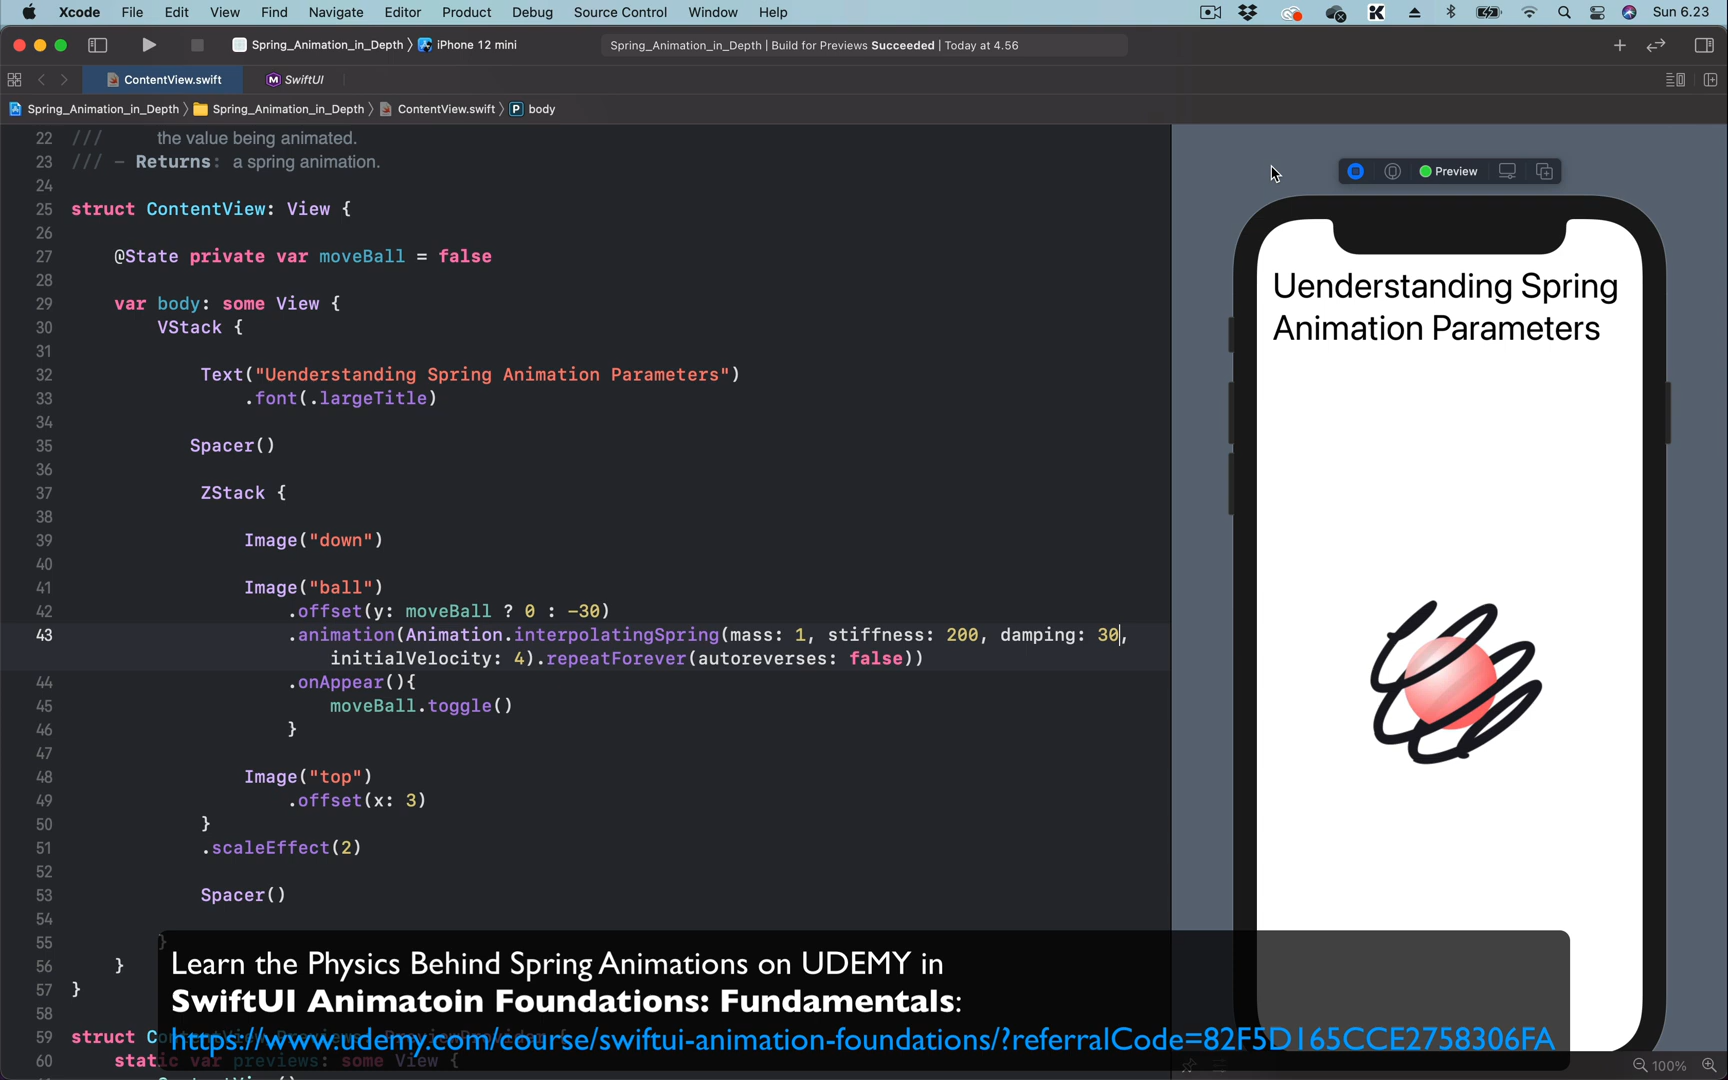 Xcode File Edit View Find Navigate Editor Product Debug Source Control Window Help Sun 6.23
Spring_Animation_in_Depth 〉 iPhone 12 mini Spring_Animation_in_Depth | Build for Previews Succeeded | Today at 4.56
ContentView.swift SwiftUI
Spring_Animation_in_Depth 〉 Spring_Animation_in_Depth 〉 ContentView.swift 〉 P body
22 /// the value being animated.
23 /// - Returns: a spring animation.
24
25 struct ContentView: View {
26
27 @State private var moveBall = false
28
29 var body: some View {
30 VStack {
31
32 Text("Uenderstanding Spring Animation Parameters")
33 .font(.largeTitle)
34
35 Spacer()
36
37 ZStack {
38
39 Image("down")
40
41 Image("ball")
42 .offset(y: moveBall ? 0 : -30)
43 .animation(Animation.interpolatingSpring(mass: 1, stiffness: 200, damping: 30,
initialVelocity: 4).repeatForever(autoreverses: false))
44 .onAppear(){
45 moveBall.toggle()
46 }
47
48 Image("top")
49 .offset(x: 3)
50 }
51 .scaleEffect(2)
52
53 Spacer()
54
55 }
56 }
57 }
58
59 struct ContentView_Previews: PreviewProvider {
60 static var previews: some View {
Preview
Uenderstanding Spring
Animation Parameters
Learn the Physics Behind Spring Animations on UDEMY in
SwiftUI Animatoin Foundations: Fundamentals:
https://www.udemy.com/course/swiftui-animation-foundations/?referralCode=82F5D165CCE2758306FA
100%